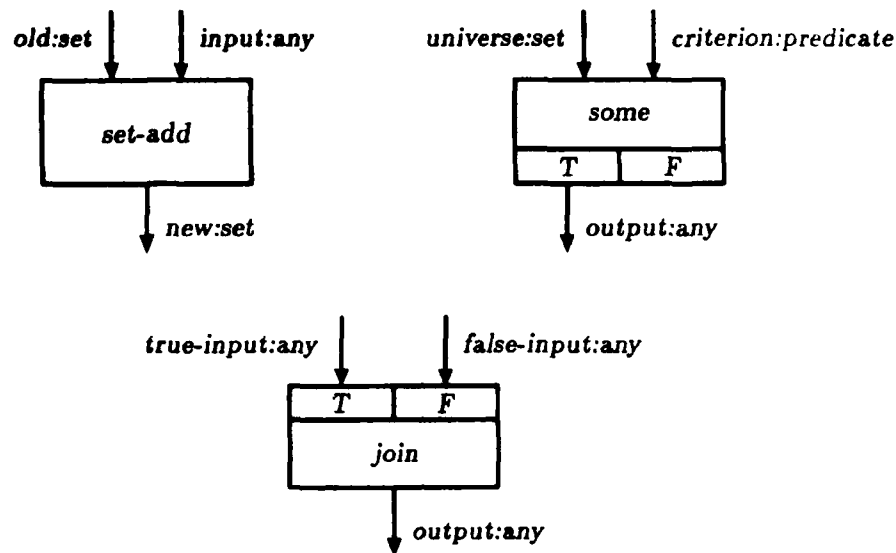 old:set input:any
set-add
new:set
universe:set criterion:predicate
some
T F
output:any
true-input:any false-input:any
T F
join
output:any